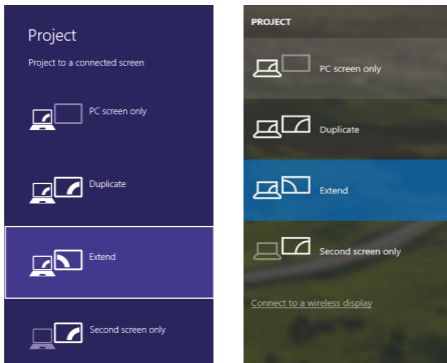 Project
Project to a connected screen
PC screen only
Duplicate
Extend
Second screen only
PROJECT
PC screen only
Duplicate
Extend
Second screen only
Connect to a wireless display